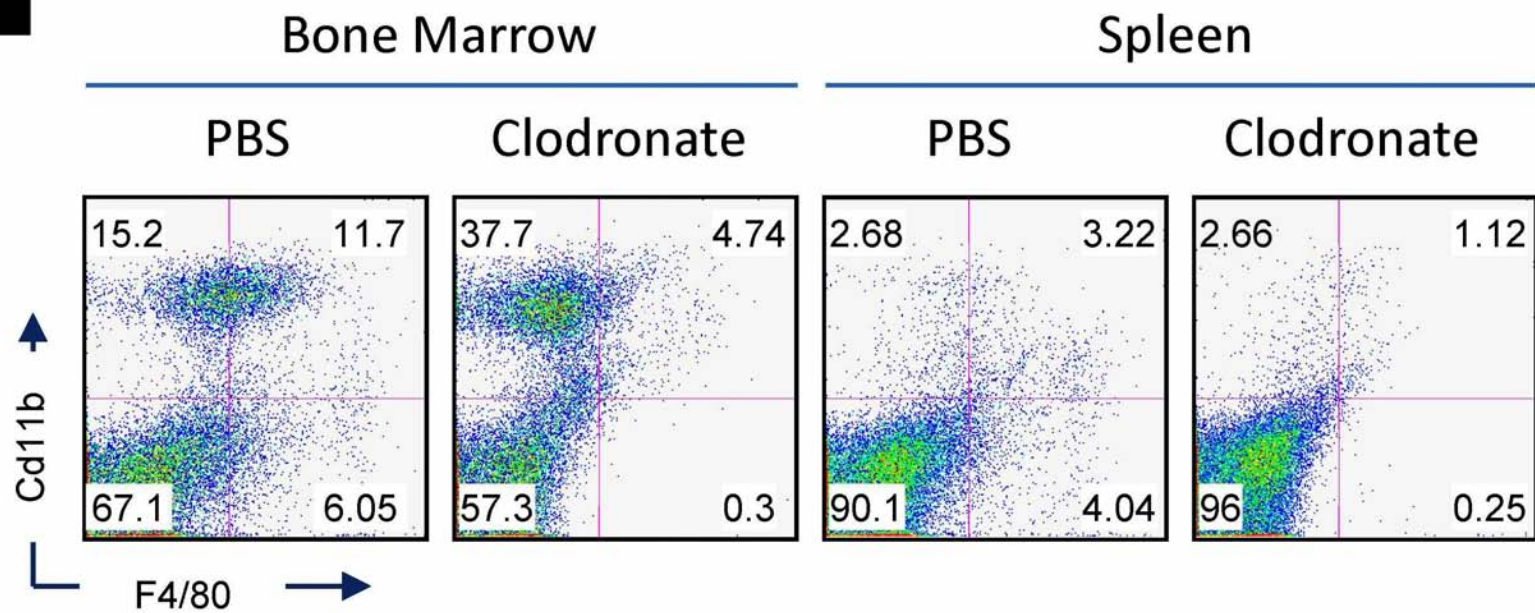 Bone Marrow Spleen
PBS Clodronate PBS Clodronate
15.2 11.7 37.7 4.74 2.68 3.22 2.66 1.12
Cd11b
67.1 6.05 57.3 0.3 90.1 4.04 96 0.25
F4/80